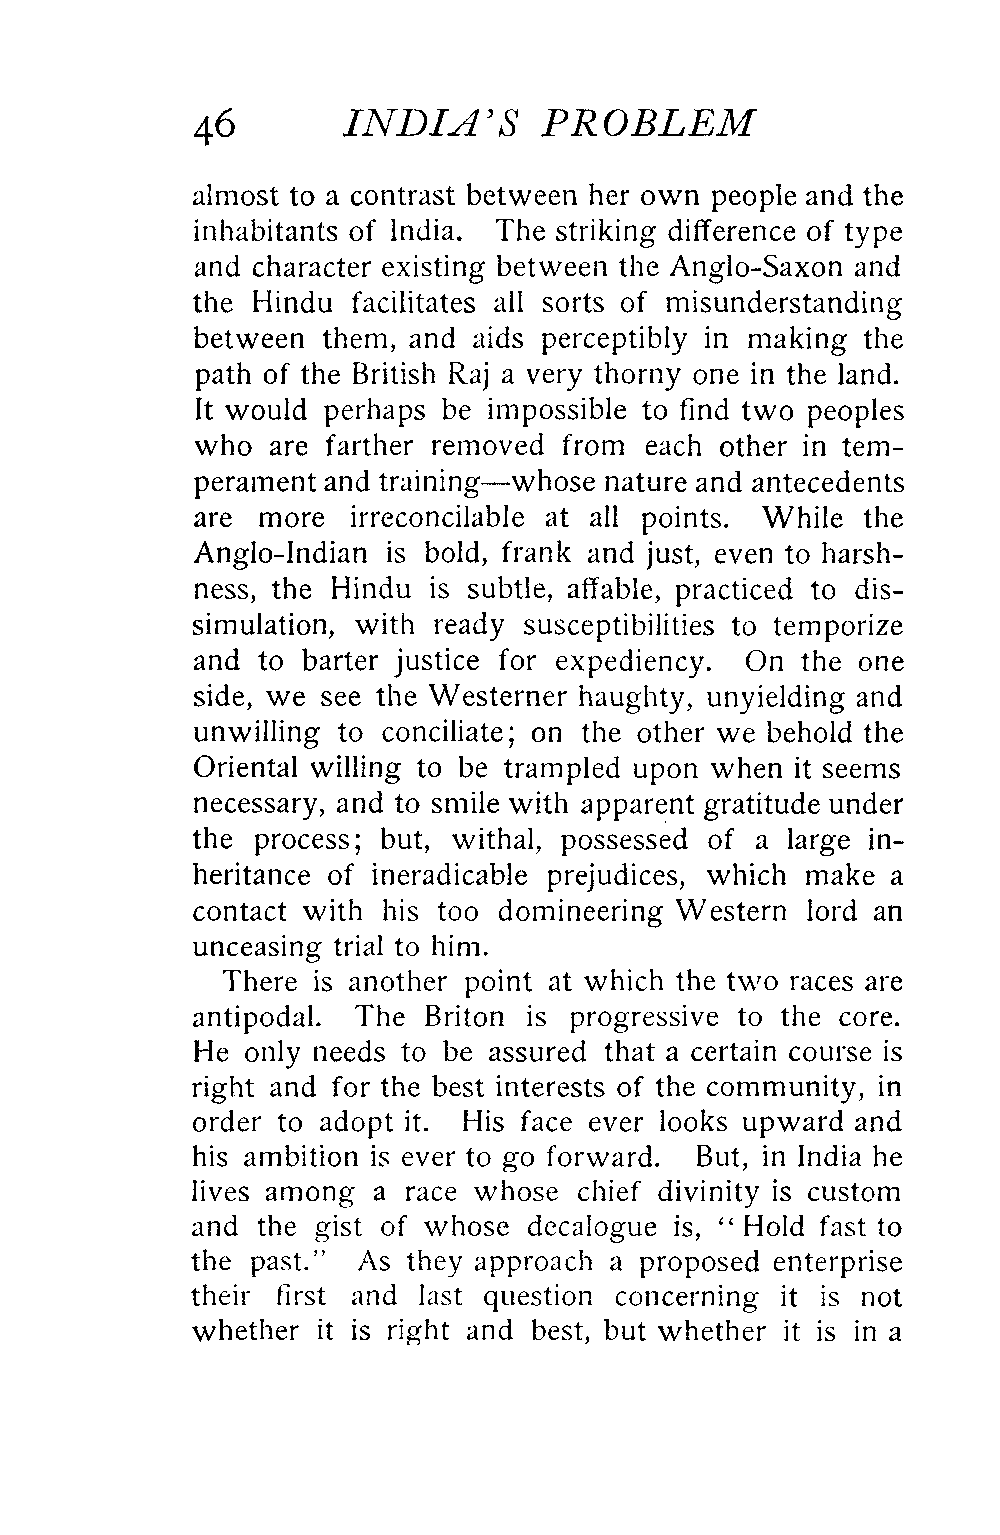 46 INDIA'S PROBLEM
almost to a contrast between her own people and the
inhabitants of India. The striking difference of type
and character existing between the Anglo-Saxon and
the Hindu facilitates all sorts of misunderstanding
between them, and aids perceptibly in making the
path of the British Raj a very thorny one in the land.
It would perhaps be impossible to find two peoples
who are farther removed from each other in tem-
perament and training—whose nature and antecedents
are more irreconcilable at all points. While the
Anglo-Indian is bold, frank and just, even to harsh-
ness, the Hindu is subtle, affable, practiced to dis-
simulation, with ready susceptibilities to temporize
and to barter justice for expediency. On the one
side, we see the Westerner haughty, unyielding and
unwilling to conciliate; on the other we behold the
Oriental willing to be trampled upon when it seems
necessary, and to smile with apparent gratitude under
the process; but, withal, possessed of a large in-
heritance of ineradicable prejudices, which make a
contact with his too domineering Western lord an
unceasing trial to him.
There is another point at which the two races are
antipodal. The Briton is progressive to the core.
He only needs to be assured that a certain course is
right and for the best interests of the community, in
order to adopt it. His face ever looks upward and
his ambition is ever to go forward. But, in India he
lives among a race whose chief divinity is custom
and the gist of whose decalogue is, “Hold fast to
the past.” As they approach a proposed enterprise
their first and last question concerning it is not
whether it is right and best, but whether it is in a